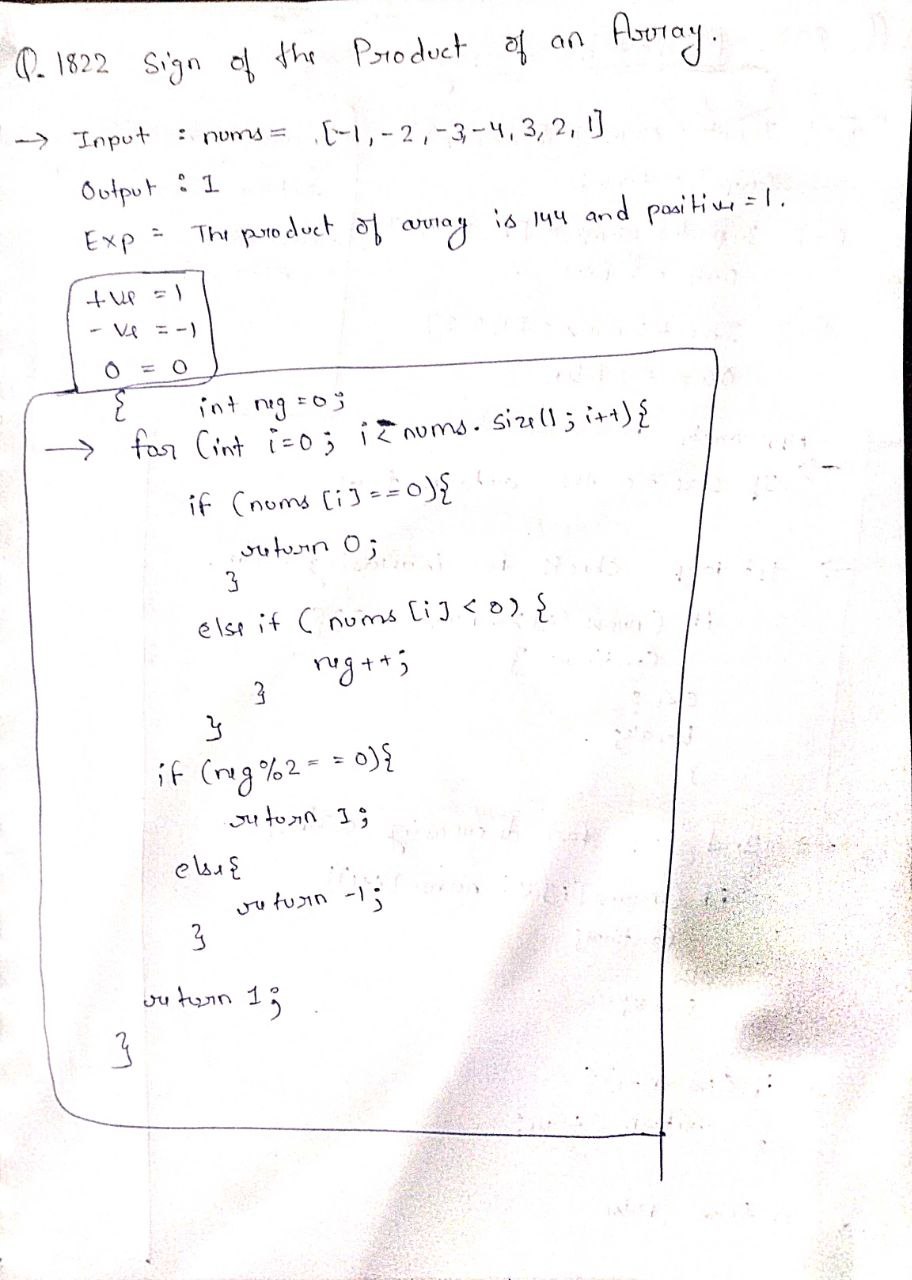 Q. 1822 Sign of the Product of an Array.
→ Input : nums = [-1, -2, -3 -4, 3, 2, 1]
Output : 1
Exp = The product of array is 144 and positive = 1.
+ve = 1
- ve = -1
0 = 0
{ int neg = 0;
→ for (int i=0; i < nums. size(); i++) {
if (nums [i] == 0) {
return 0;
}
else if ( nums [i] < 0) {
neg++;
}
}
if (neg % 2 == 0) {
return 1;
else {
return -1;
}
return 1;
}